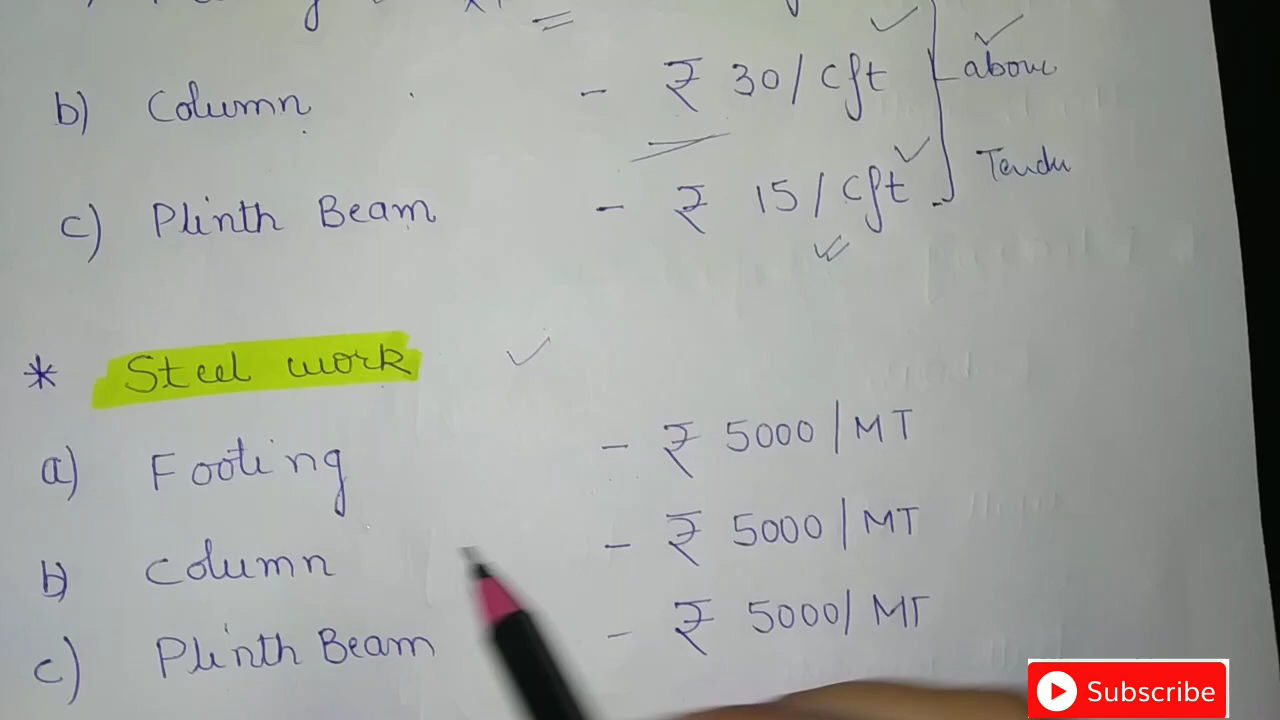 b) Column - ₹ 30/Cft above
c) Plinth Beam - ₹ 15/Cft
* Steel work
a) Footing - ₹ 5000/MT
b) Column - ₹ 5000/MT
c) Plinth Beam - ₹ 5000/MT
Subscribe